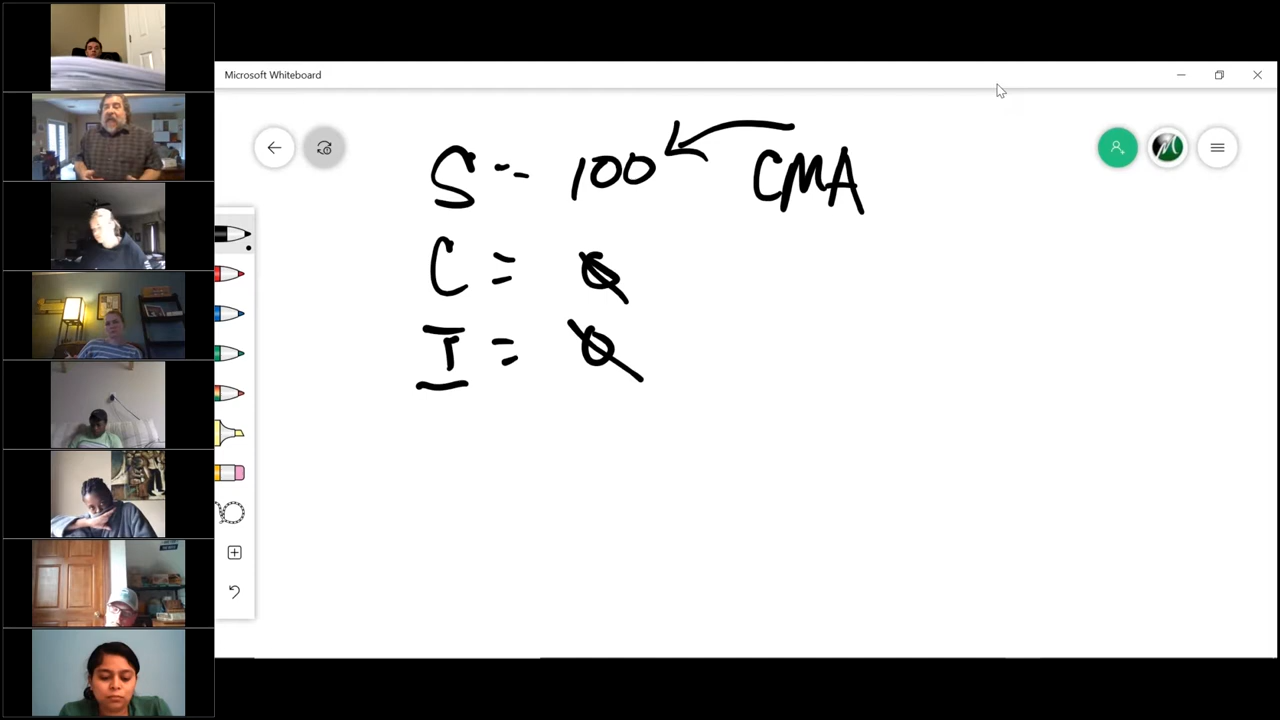 Microsoft Whiteboard
S -- 100 CMA
C = 0
I = 0